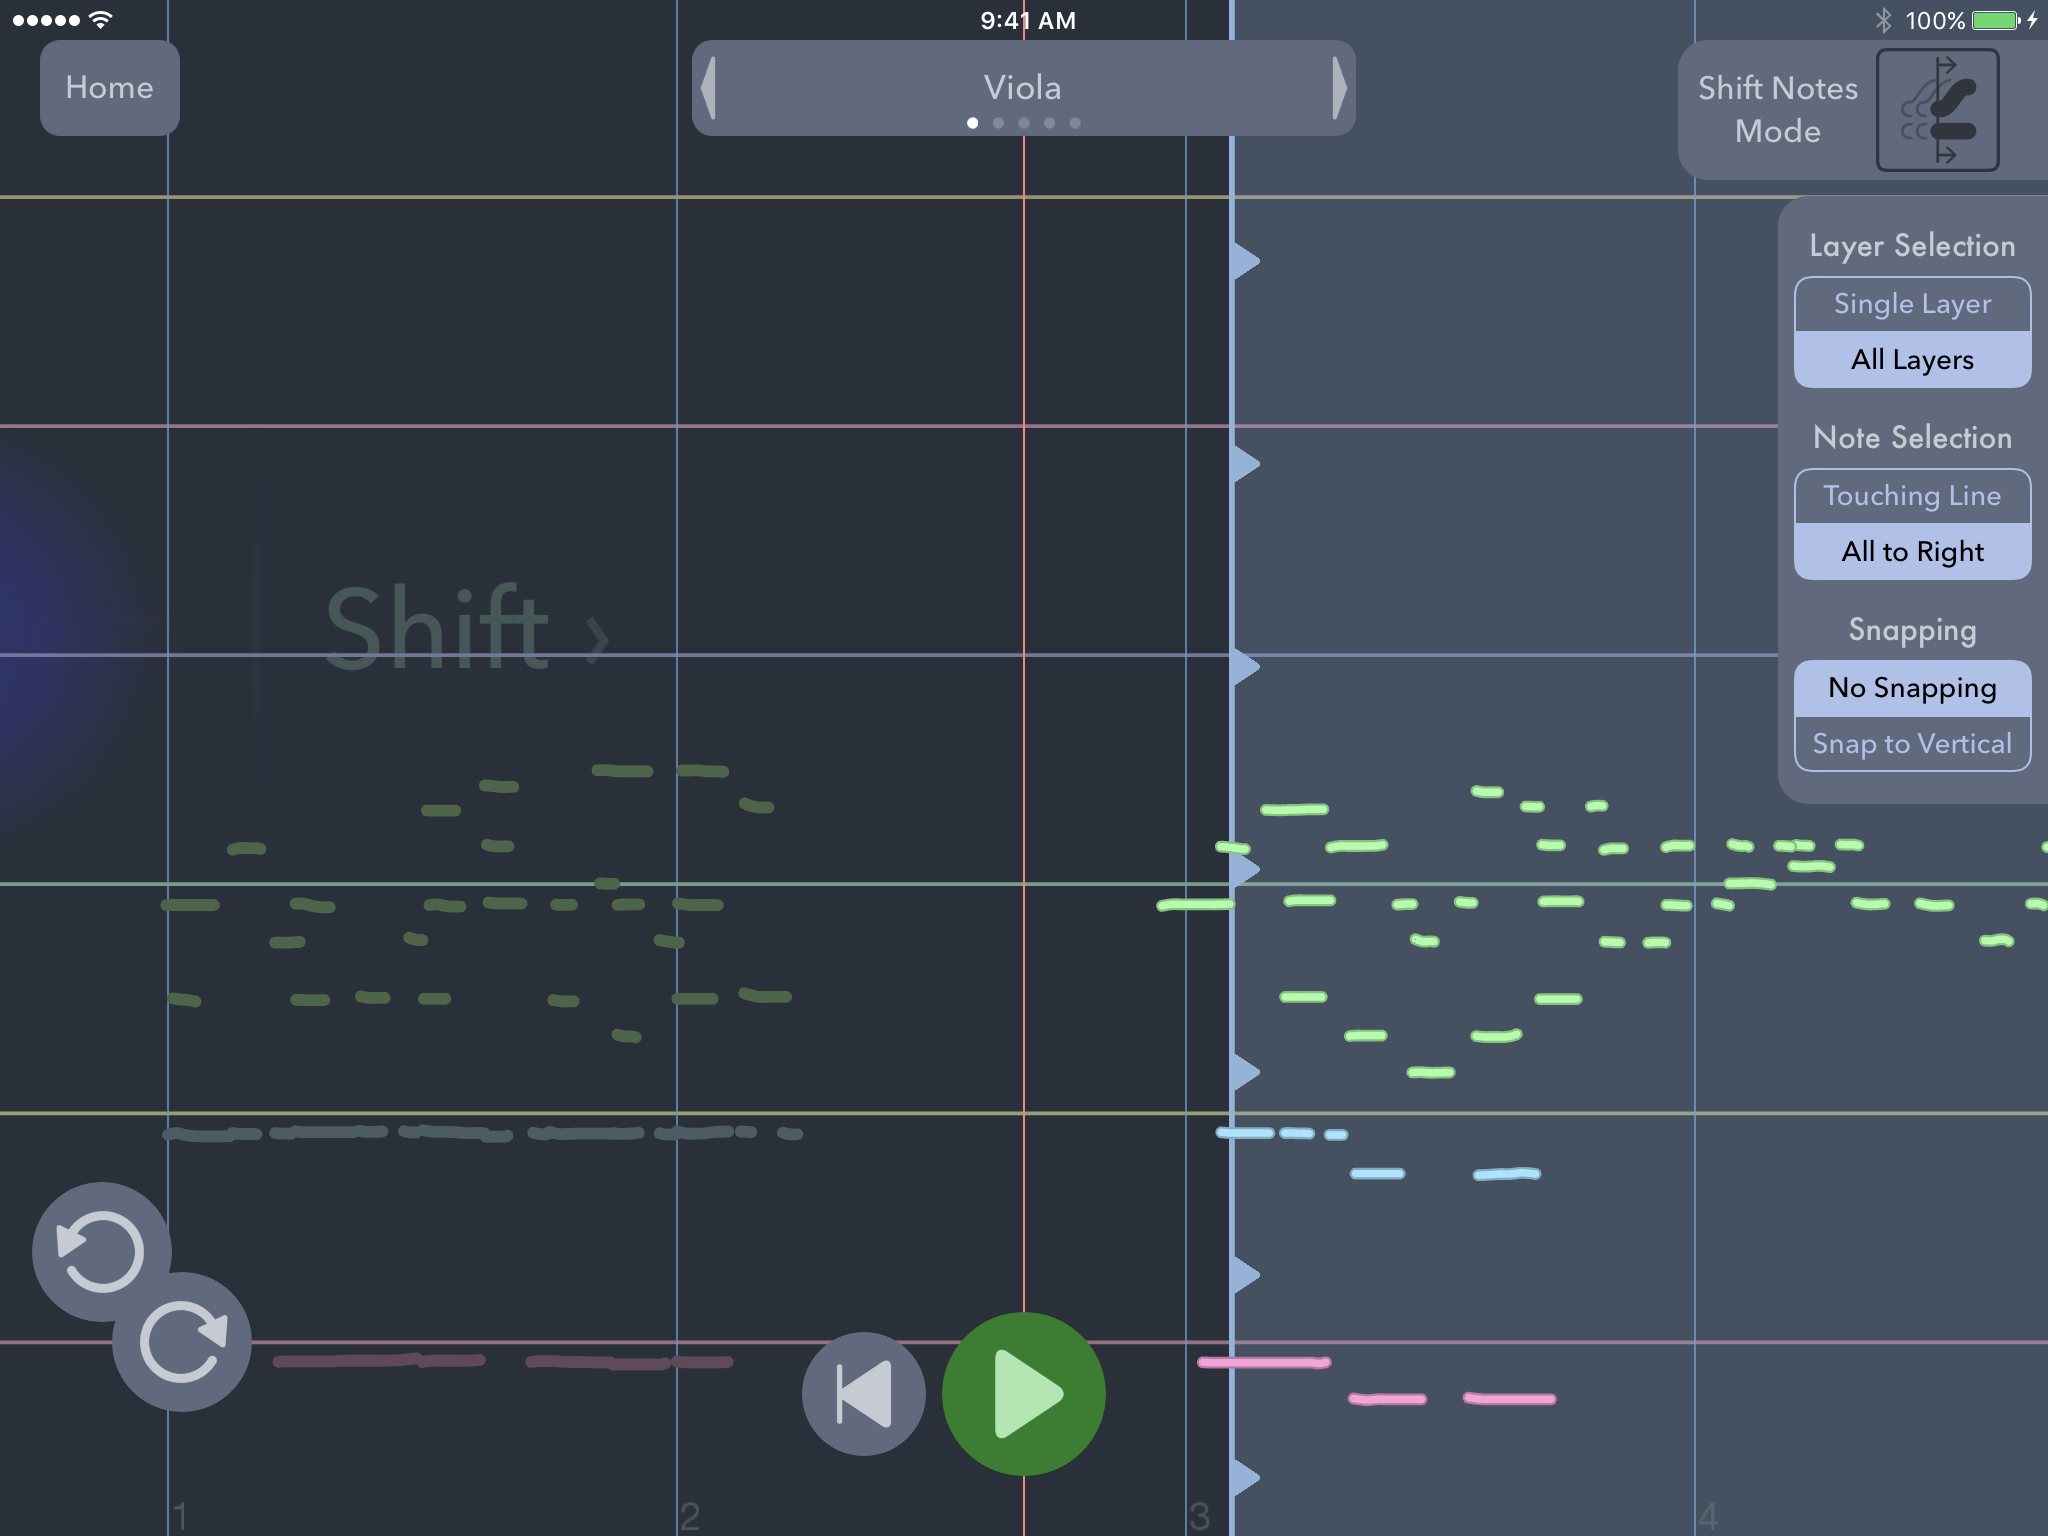 9:41 AM
100%
Home
Viola
Shift Notes
Mode
Layer Selection
Single Layer
All Layers
Note Selection
Touching Line
All to Right
Snapping
No Snapping
Snap to Vertical
Shift ›
1
2
3
4